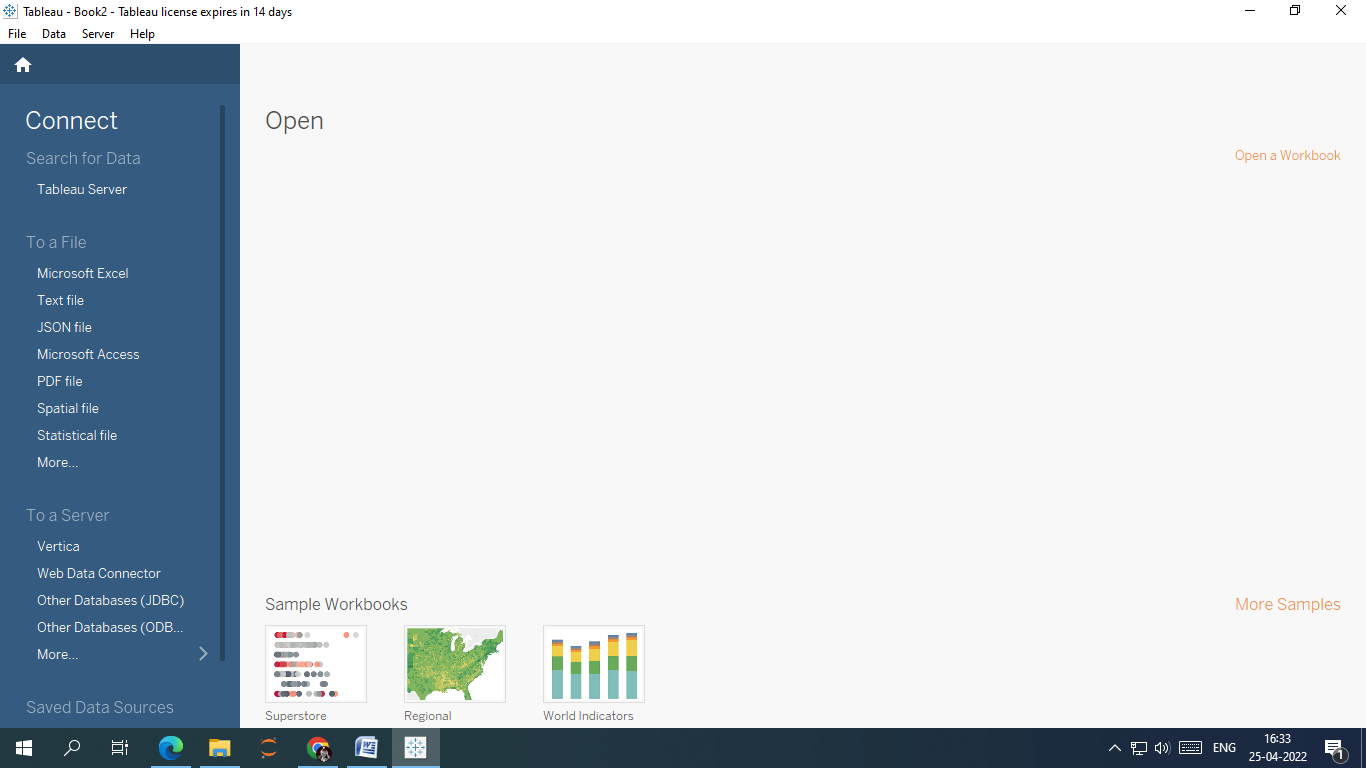 Tableau - Book2 - Tableau license expires in 14 days
File Data Server Help
Connect
Search for Data
Tableau Server
To a File
Microsoft Excel
Text file
JSON file
Microsoft Access
PDF file
Spatial file
Statistical file
More...
To a Server
Vertica
Web Data Connector
Other Databases (JDBC)
Other Databases (ODB...
More...
Saved Data Sources
Open
Open a Workbook
Sample Workbooks
More Samples
Superstore
Regional
World Indicators
ENG
16:33
25-04-2022
1